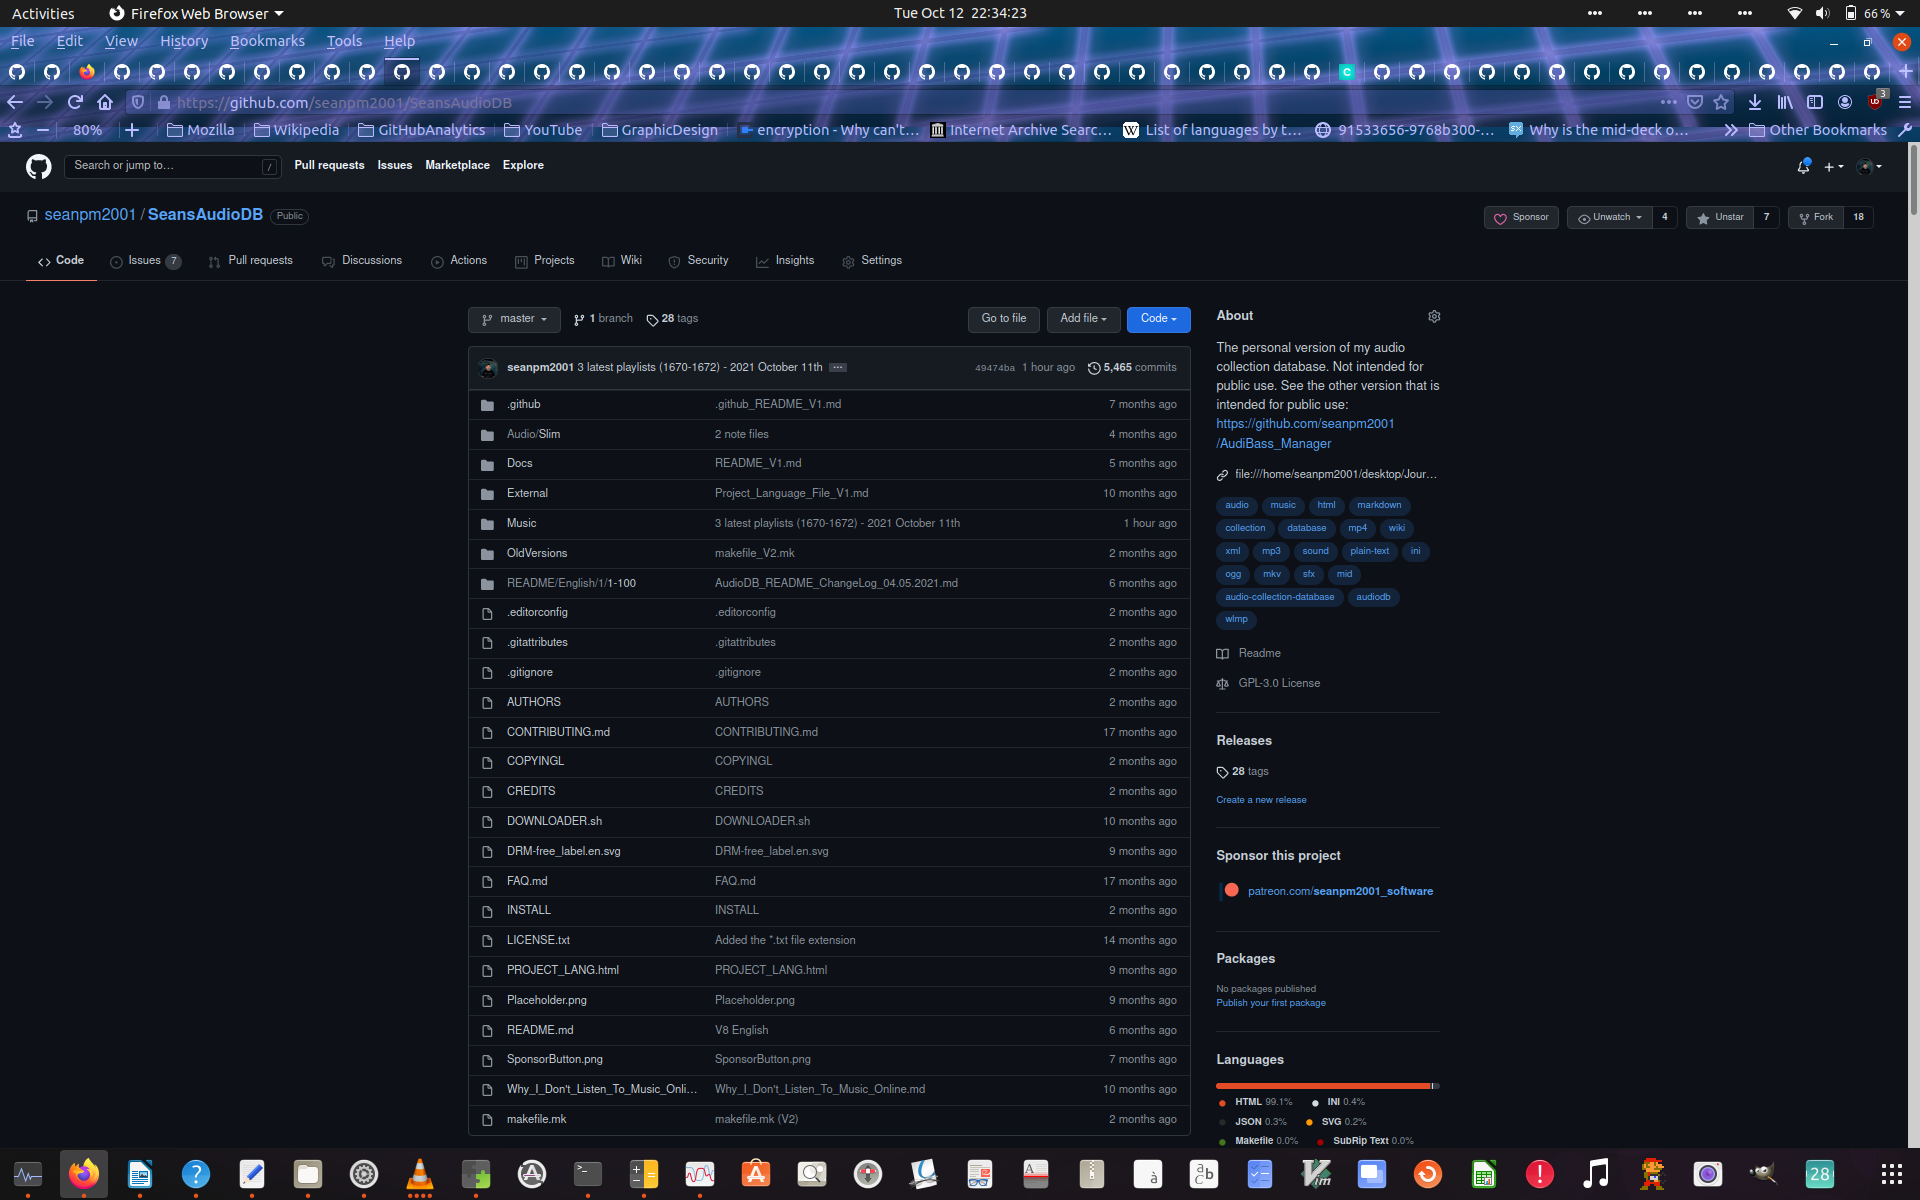 Activities Firefox Web Browser Tue Oct 12 22:34:23 66 %
File Edit View History Bookmarks Tools Help
https://github.com/seanpm2001/SeansAudioDB 3
80% Mozilla Wikipedia GitHubAnalytics YouTube GraphicDesign encryption - Why can't… Internet Archive Searc… List of languages by t… 91533656-9768b300-… Why is the mid-deck o… Other Bookmarks
Search or jump to… / Pull requests Issues Marketplace Explore
seanpm2001 / SeansAudioDB Public Sponsor Unwatch 4 Unstar 7 Fork 18
Code Issues 7 Pull requests Discussions Actions Projects Wiki Security Insights Settings
master 1 branch 28 tags Go to file Add file Code
seanpm2001 3 latest playlists (1670-1672) - 2021 October 11th 49474ba 1 hour ago 5,465 commits
.github .github_README_V1.md 7 months ago
Audio/Slim 2 note files 4 months ago
Docs README_V1.md 5 months ago
External Project_Language_File_V1.md 10 months ago
Music 3 latest playlists (1670-1672) - 2021 October 11th 1 hour ago
OldVersions makefile_V2.mk 2 months ago
README/English/1/1-100 AudioDB_README_ChangeLog_04.05.2021.md 6 months ago
.editorconfig .editorconfig 2 months ago
.gitattributes .gitattributes 2 months ago
.gitignore .gitignore 2 months ago
AUTHORS AUTHORS 2 months ago
CONTRIBUTING.md CONTRIBUTING.md 17 months ago
COPYINGL COPYINGL 2 months ago
CREDITS CREDITS 2 months ago
DOWNLOADER.sh DOWNLOADER.sh 10 months ago
DRM-free_label.en.svg DRM-free_label.en.svg 9 months ago
FAQ.md FAQ.md 17 months ago
INSTALL INSTALL 2 months ago
LICENSE.txt Added the *.txt file extension 14 months ago
PROJECT_LANG.html PROJECT_LANG.html 9 months ago
Placeholder.png Placeholder.png 9 months ago
README.md V8 English 6 months ago
SponsorButton.png SponsorButton.png 7 months ago
Why_I_Don't_Listen_To_Music_Onli… Why_I_Don't_Listen_To_Music_Online.md 10 months ago
makefile.mk makefile.mk (V2) 2 months ago
About
The personal version of my audio
collection database. Not intended for
public use. See the other version that is
intended for public use:
https://github.com/seanpm2001
/AudiBass_Manager
file:///home/seanpm2001/desktop/Jour…
audio music html markdown
collection database mp4 wiki
xml mp3 sound plain-text ini
ogg mkv sfx mid
audio-collection-database audiodb
wlmp
Readme
GPL-3.0 License
Releases
28 tags
Create a new release
Sponsor this project
patreon.com/seanpm2001_software
Packages
No packages published
Publish your first package
Languages
HTML 99.1% INI 0.4%
JSON 0.3% SVG 0.2%
Makefile 0.0% SubRip Text 0.0%
28